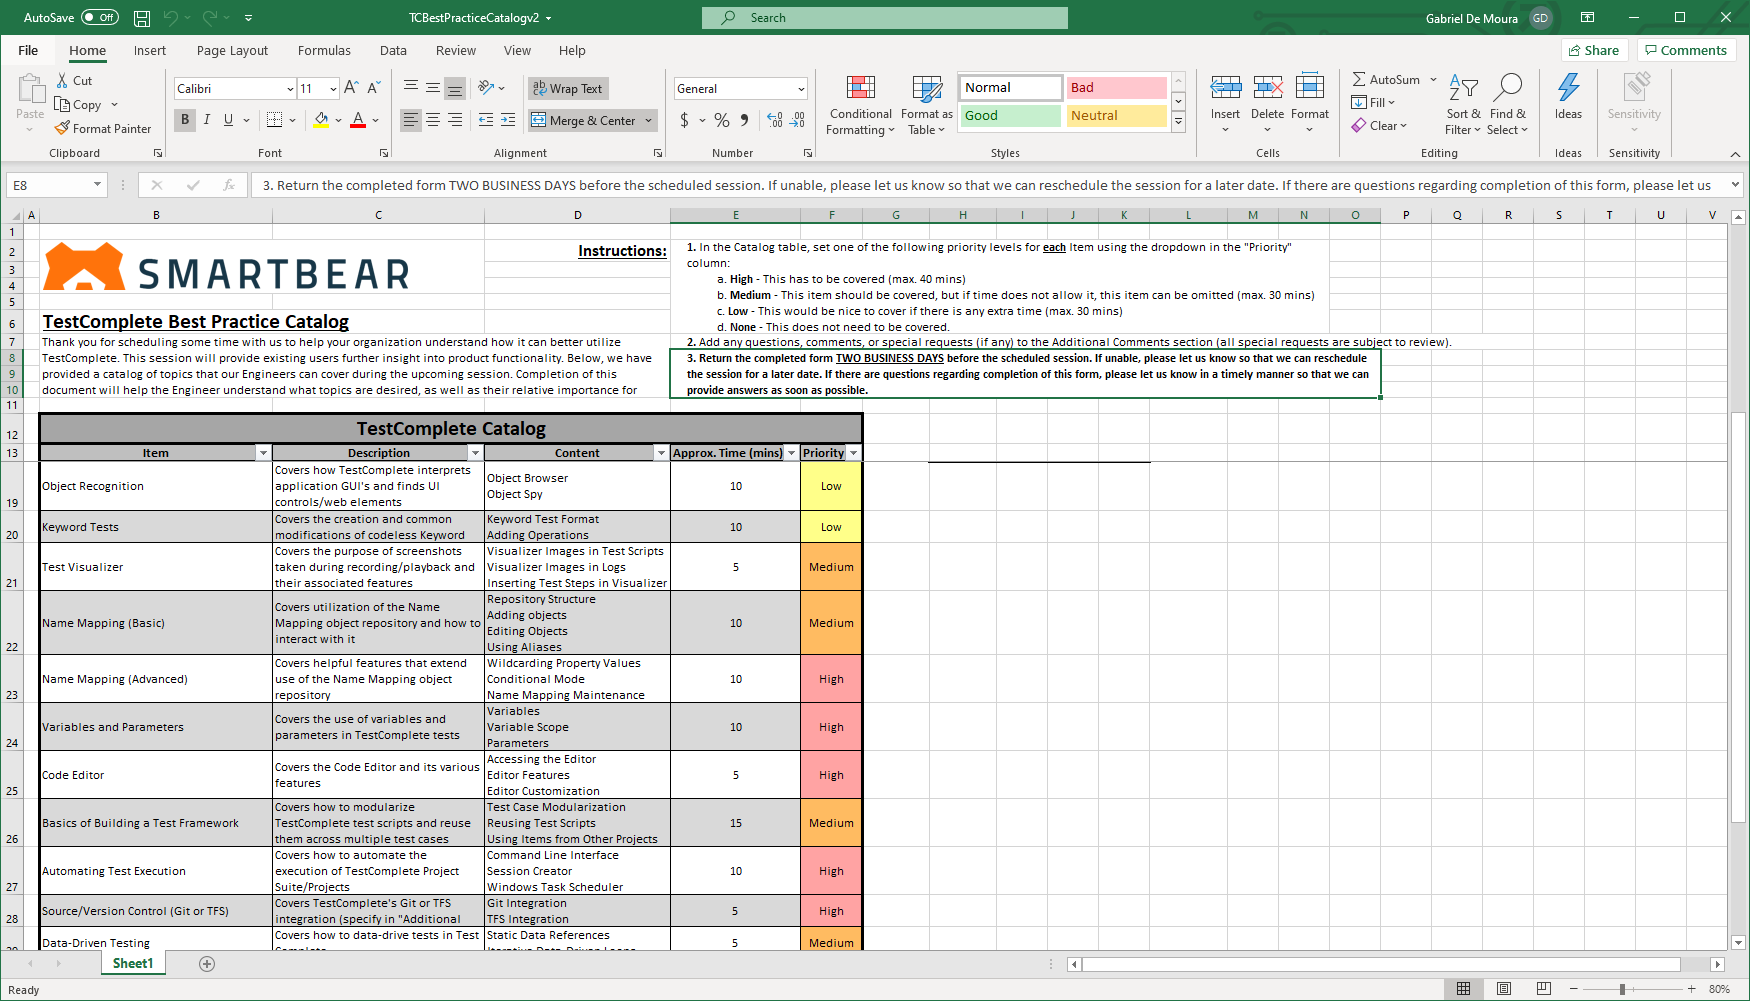 AutoSave Off
TCBestPracticeCatalogv2
Search
Gabriel De Moura GD
File Home Insert Page Layout Formulas Data Review View Help
Share Comments
Paste
Cut
Copy
Format Painter
Clipboard
Calibri 11
B I U
Font
Wrap Text
Merge & Center
Alignment
General
$ % 9
Number
Conditional Formatting
Format as Table
Normal Bad
Good Neutral
Styles
Insert Delete Format
Cells
AutoSum
Fill
Clear
Sort & Filter
Find & Select
Editing
Ideas
Ideas
Sensitivity
Sensitivity
E8 fx 3. Return the completed form TWO BUSINESS DAYS before the scheduled session. If unable, please let us know so that we can reschedule the session for a later date. If there are questions regarding completion of this form, please let us
A B C D E F G H I J K L M N O P Q R S T U V
SMARTBEAR
TestComplete Best Practice Catalog
Thank you for scheduling some time with us to help your organization understand how it can better utilize
TestComplete. This session will provide existing users further insight into product functionality. Below, we have
provided a catalog of topics that our Engineers can cover during the upcoming session. Completion of this
document will help the Engineer understand what topics are desired, as well as their relative importance for
Instructions:
1. In the Catalog table, set one of the following priority levels for each Item using the dropdown in the "Priority"
column:
a. High - This has to be covered (max. 40 mins)
b. Medium - This item should be covered, but if time does not allow it, this item can be omitted (max. 30 mins)
c. Low - This would be nice to cover if there is any extra time (max. 30 mins)
d. None - This does not need to be covered.
2. Add any questions, comments, or special requests (if any) to the Additional Comments section (all special requests are subject to review).
3. Return the completed form TWO BUSINESS DAYS before the scheduled session. If unable, please let us know so that we can reschedule
the session for a later date. If there are questions regarding completion of this form, please let us know in a timely manner so that we can
provide answers as soon as possible.
1
2
3
4
5
6
7
8
9
10
11
12 TestComplete Catalog
13 Item Description Content Approx. Time (mins) Priority
19 Object Recognition
Covers how TestComplete interprets
application GUI's and finds UI
controls/web elements
Object Browser
Object Spy
10 Low
20 Keyword Tests
Covers the creation and common
modifications of codeless Keyword
Keyword Test Format
Adding Operations
10 Low
21 Test Visualizer
Covers the purpose of screenshots
taken during recording/playback and
their associated features
Visualizer Images in Test Scripts
Visualizer Images in Logs
Inserting Test Steps in Visualizer
5 Medium
22 Name Mapping (Basic)
Covers utilization of the Name
Mapping object repository and how to
interact with it
Repository Structure
Adding objects
Editing Objects
Using Aliases
10 Medium
23 Name Mapping (Advanced)
Covers helpful features that extend
use of the Name Mapping object
repository
Wildcarding Property Values
Conditional Mode
Name Mapping Maintenance
10 High
24 Variables and Parameters
Covers the use of variables and
parameters in TestComplete tests
Variables
Variable Scope
Parameters
10 High
25 Code Editor
Covers the Code Editor and its various
features
Accessing the Editor
Editor Features
Editor Customization
5 High
26 Basics of Building a Test Framework
Covers how to modularize
TestComplete test scripts and reuse
them across multiple test cases
Test Case Modularization
Reusing Test Scripts
Using Items from Other Projects
15 Medium
27 Automating Test Execution
Covers how to automate the
execution of TestComplete Project
Suite/Projects
Command Line Interface
Session Creator
Windows Task Scheduler
10 High
28 Source/Version Control (Git or TFS)
Covers TestComplete's Git or TFS
integration (specify in "Additional
Git Integration
TFS Integration
5 High
Data-Driven Testing
Covers how to data-drive tests in Test
Static Data References
5 Medium
Sheet1
Ready
80%